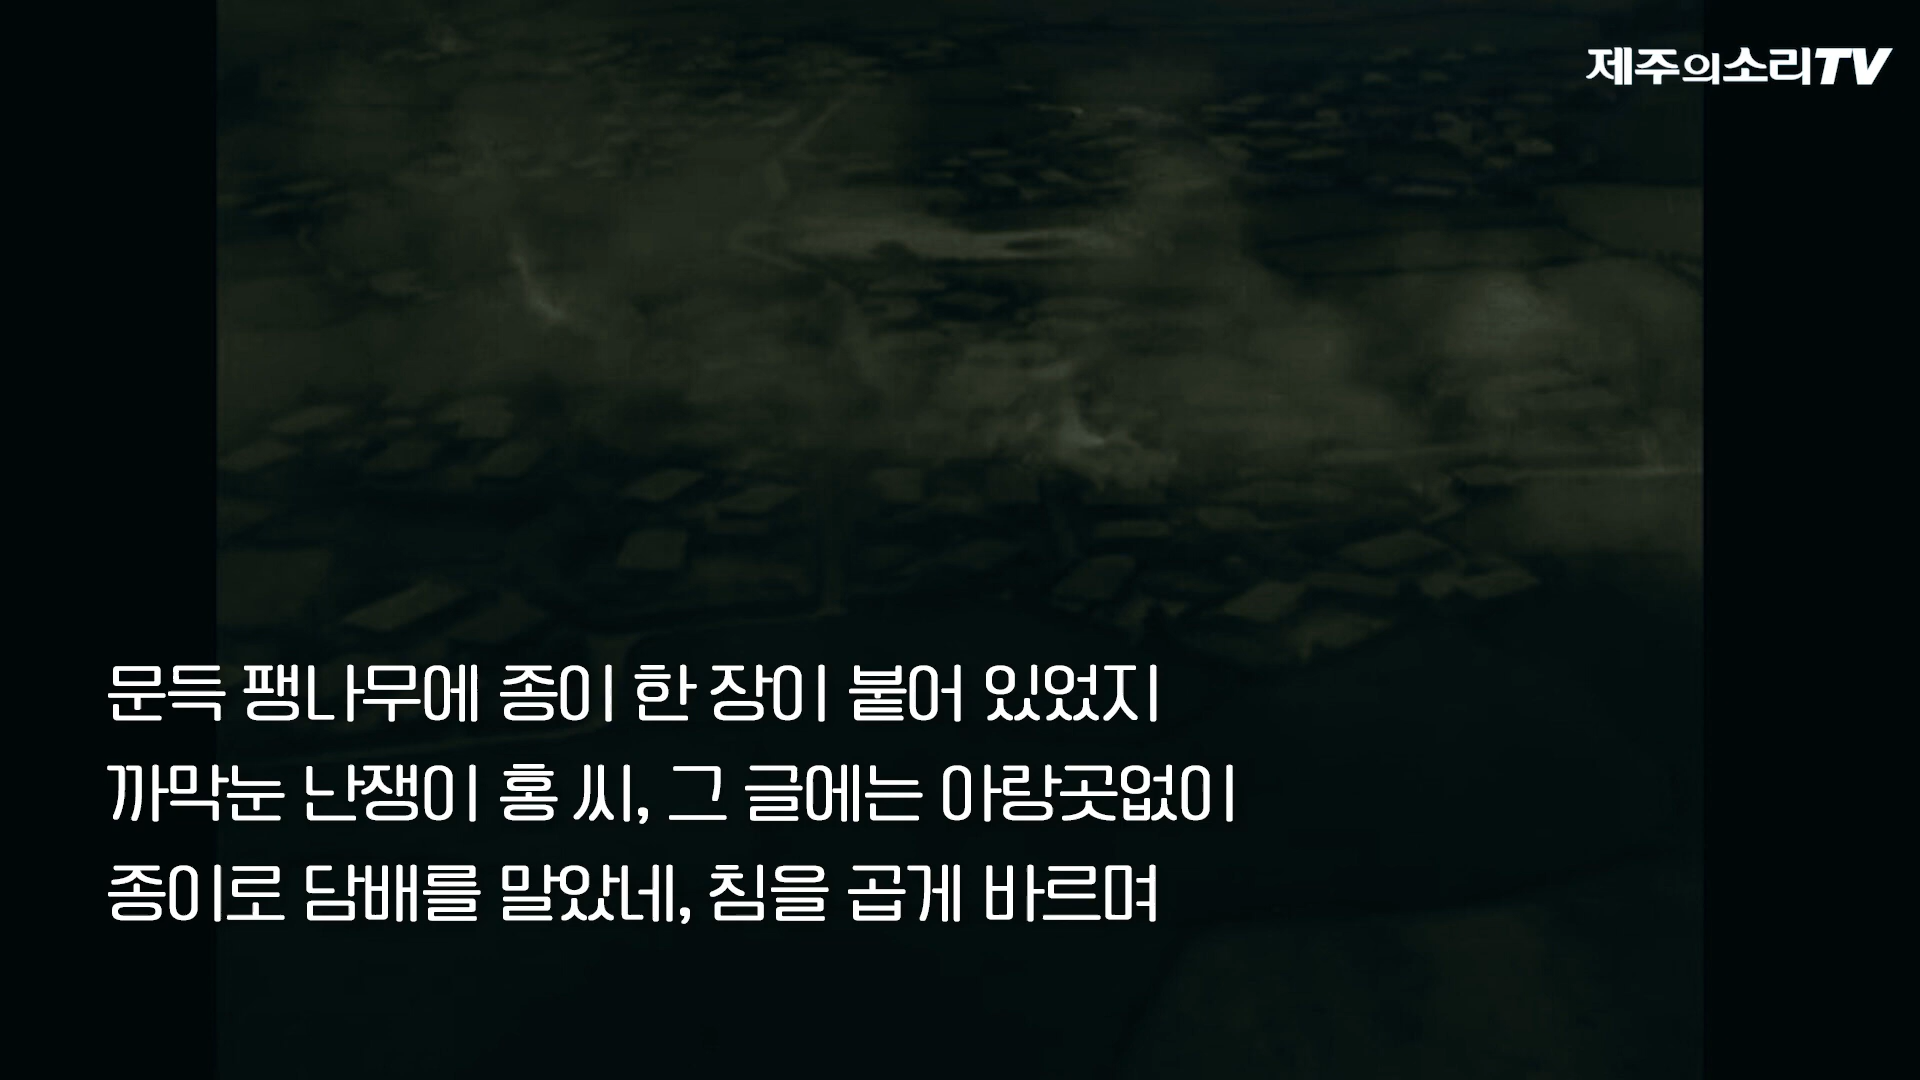 제주의소리TV
문득 팽나무에 종이 한 장이 붙어 있었지
까막눈 난쟁이 홍 씨, 그 글에는 아랑곳없이
종이로 담배를 말았네, 침을 곱게 바르며